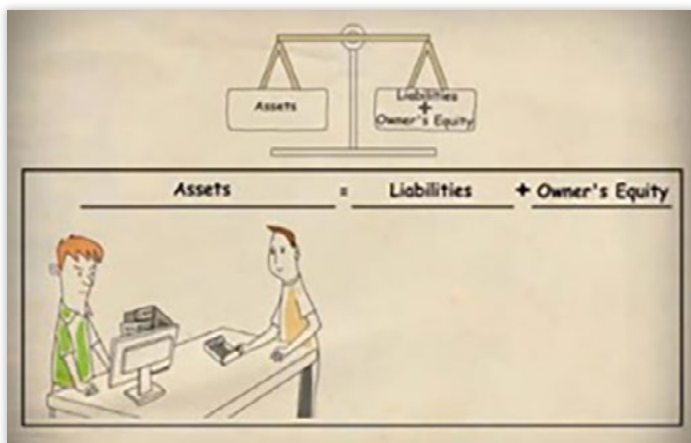 Assets
Liabilities
+
Owner's Equity
Assets = Liabilities + Owner's Equity